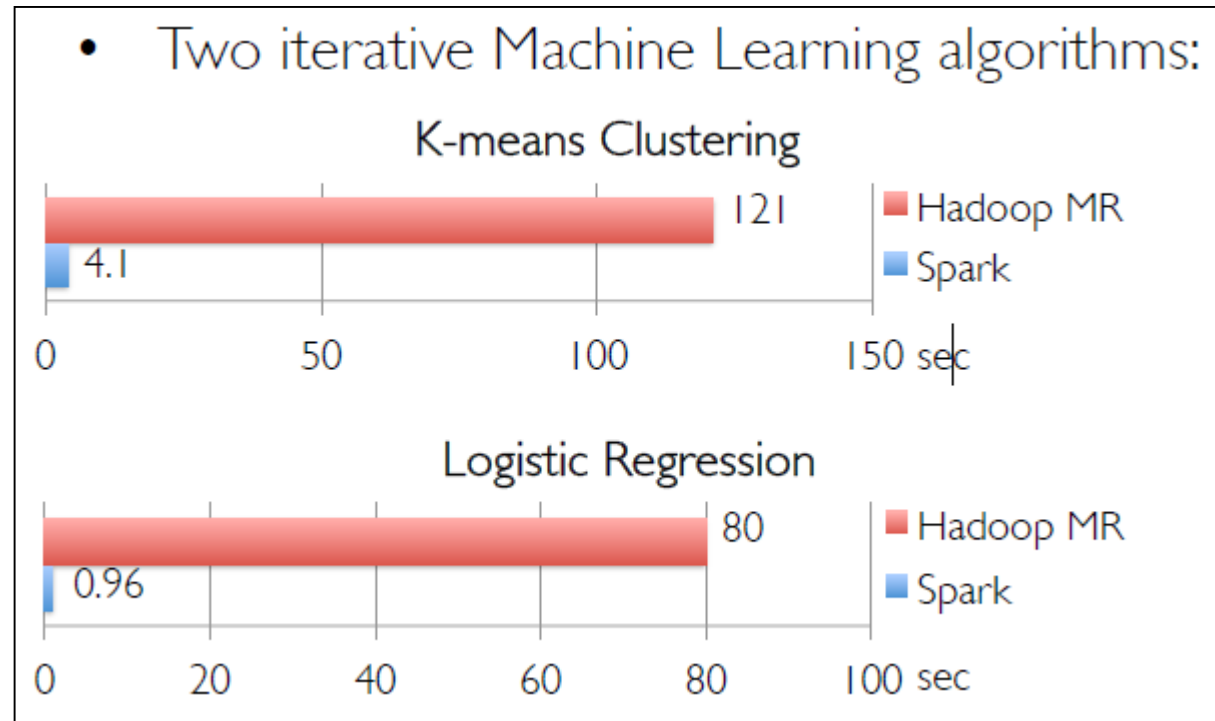 • Two iterative Machine Learning algorithms:
K-means Clustering
121
Hadoop MR
4.1
Spark
0 50 100 150 sec
Logistic Regression
80
Hadoop MR
0.96
Spark
0 20 40 60 80 100 sec